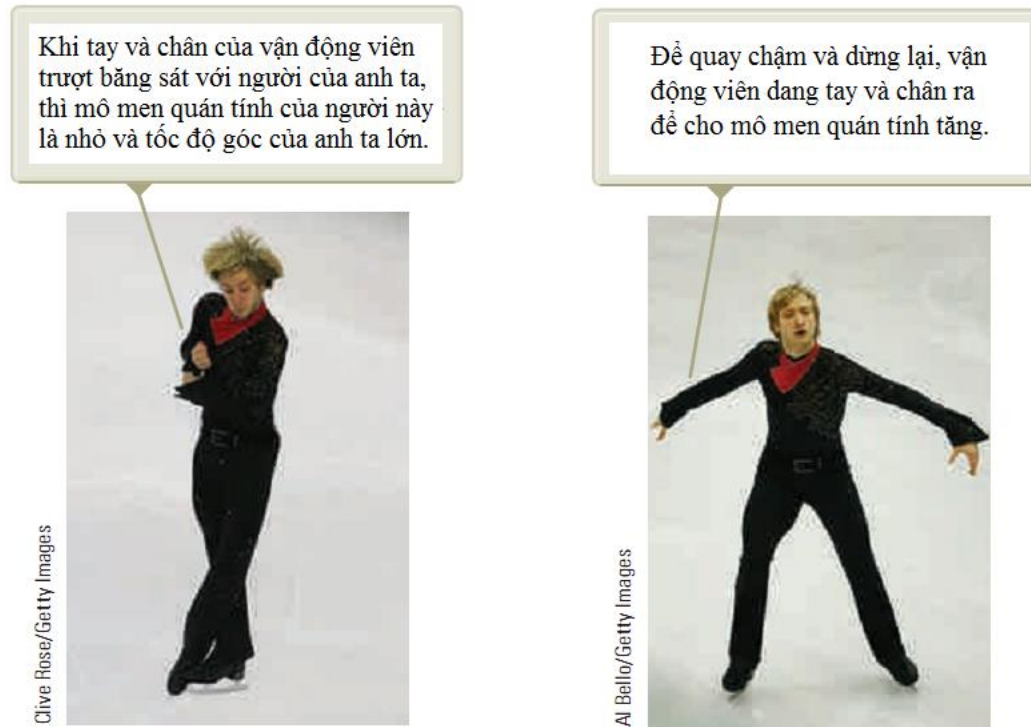 Khi tay và chân của vận động viên
trượt băng sát với người của anh ta,
thì mô men quán tính của người này
là nhỏ và tốc độ góc của anh ta lớn.
Để quay chậm và dừng lại, vận
động viên dang tay và chân ra
để cho mô men quán tính tăng.
Clive Rose/Getty Images
Al Bello/Getty Images